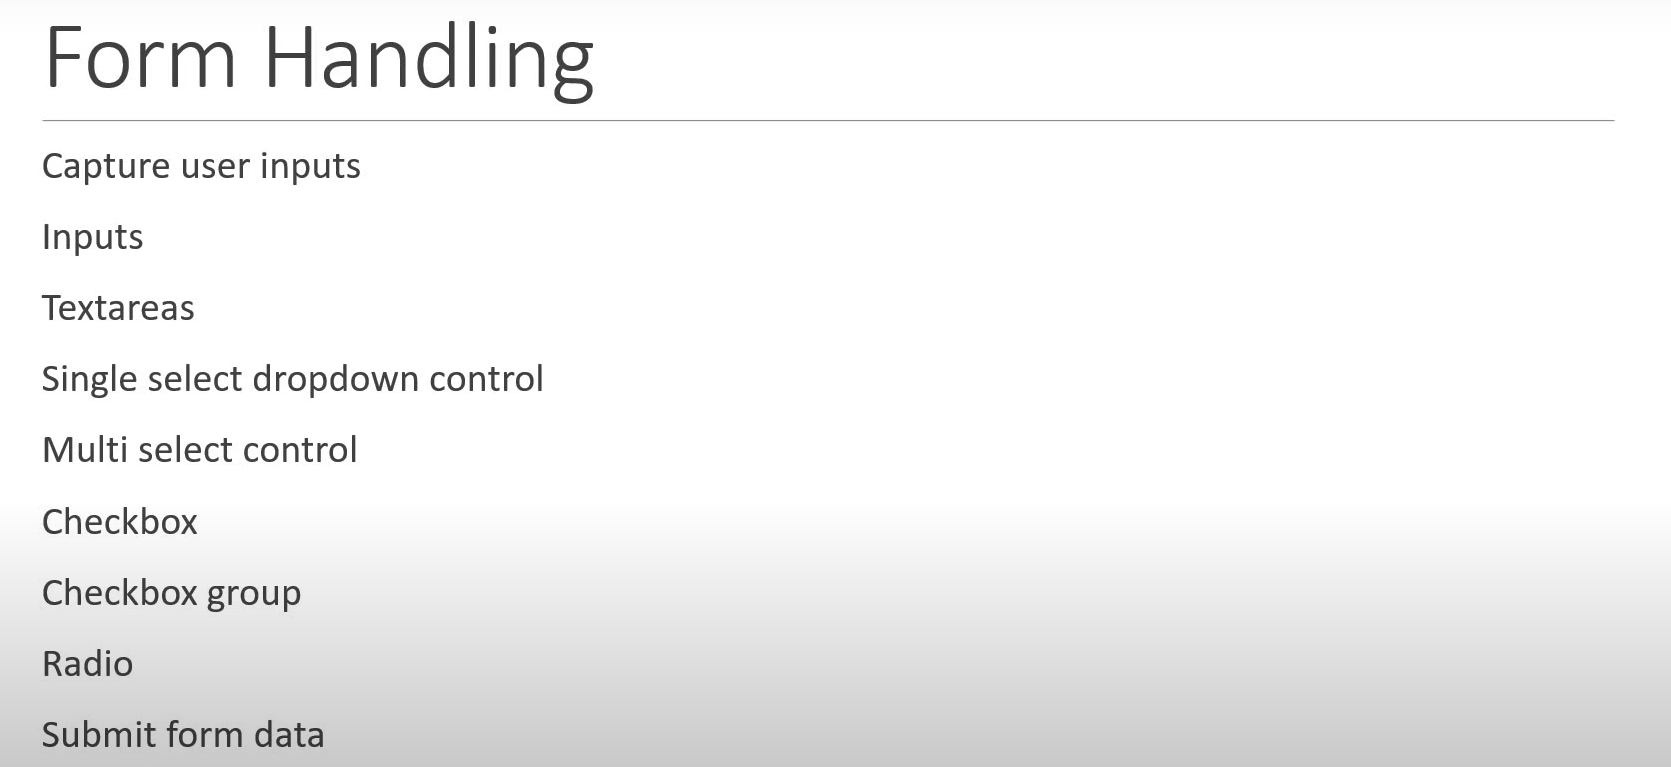 Form Handling
Capture user inputs
Inputs
Textareas
Single select dropdown control
Multi select control
Checkbox
Checkbox group
Radio
Submit form data